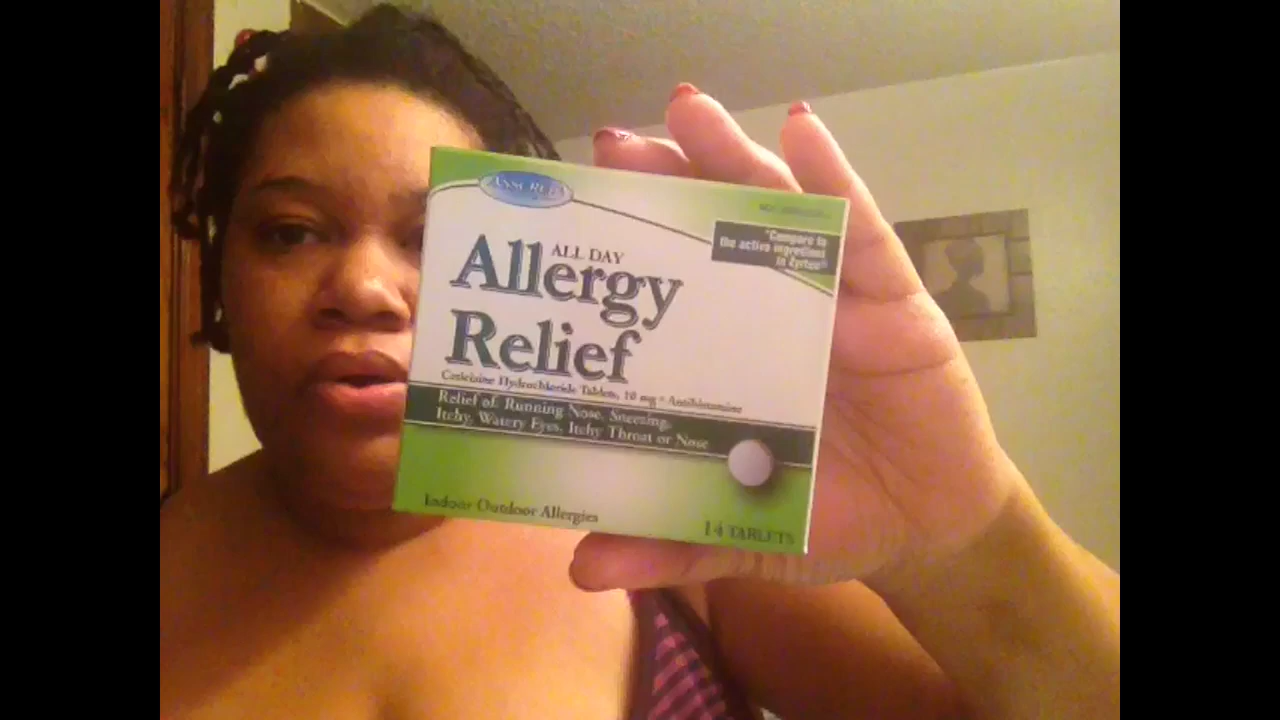 ALL DAY
Allergy
Relief
Cetirizine Hydrochloride Tablets, 10 mg • Antihistamine
"Compare to
the active ingredient
in Zyrtec®
Relief of: Running Nose, Sneezing,
Itchy, Watery Eyes, Itchy Throat or Nose
Indoor Outdoor Allergies
14 TABLETS